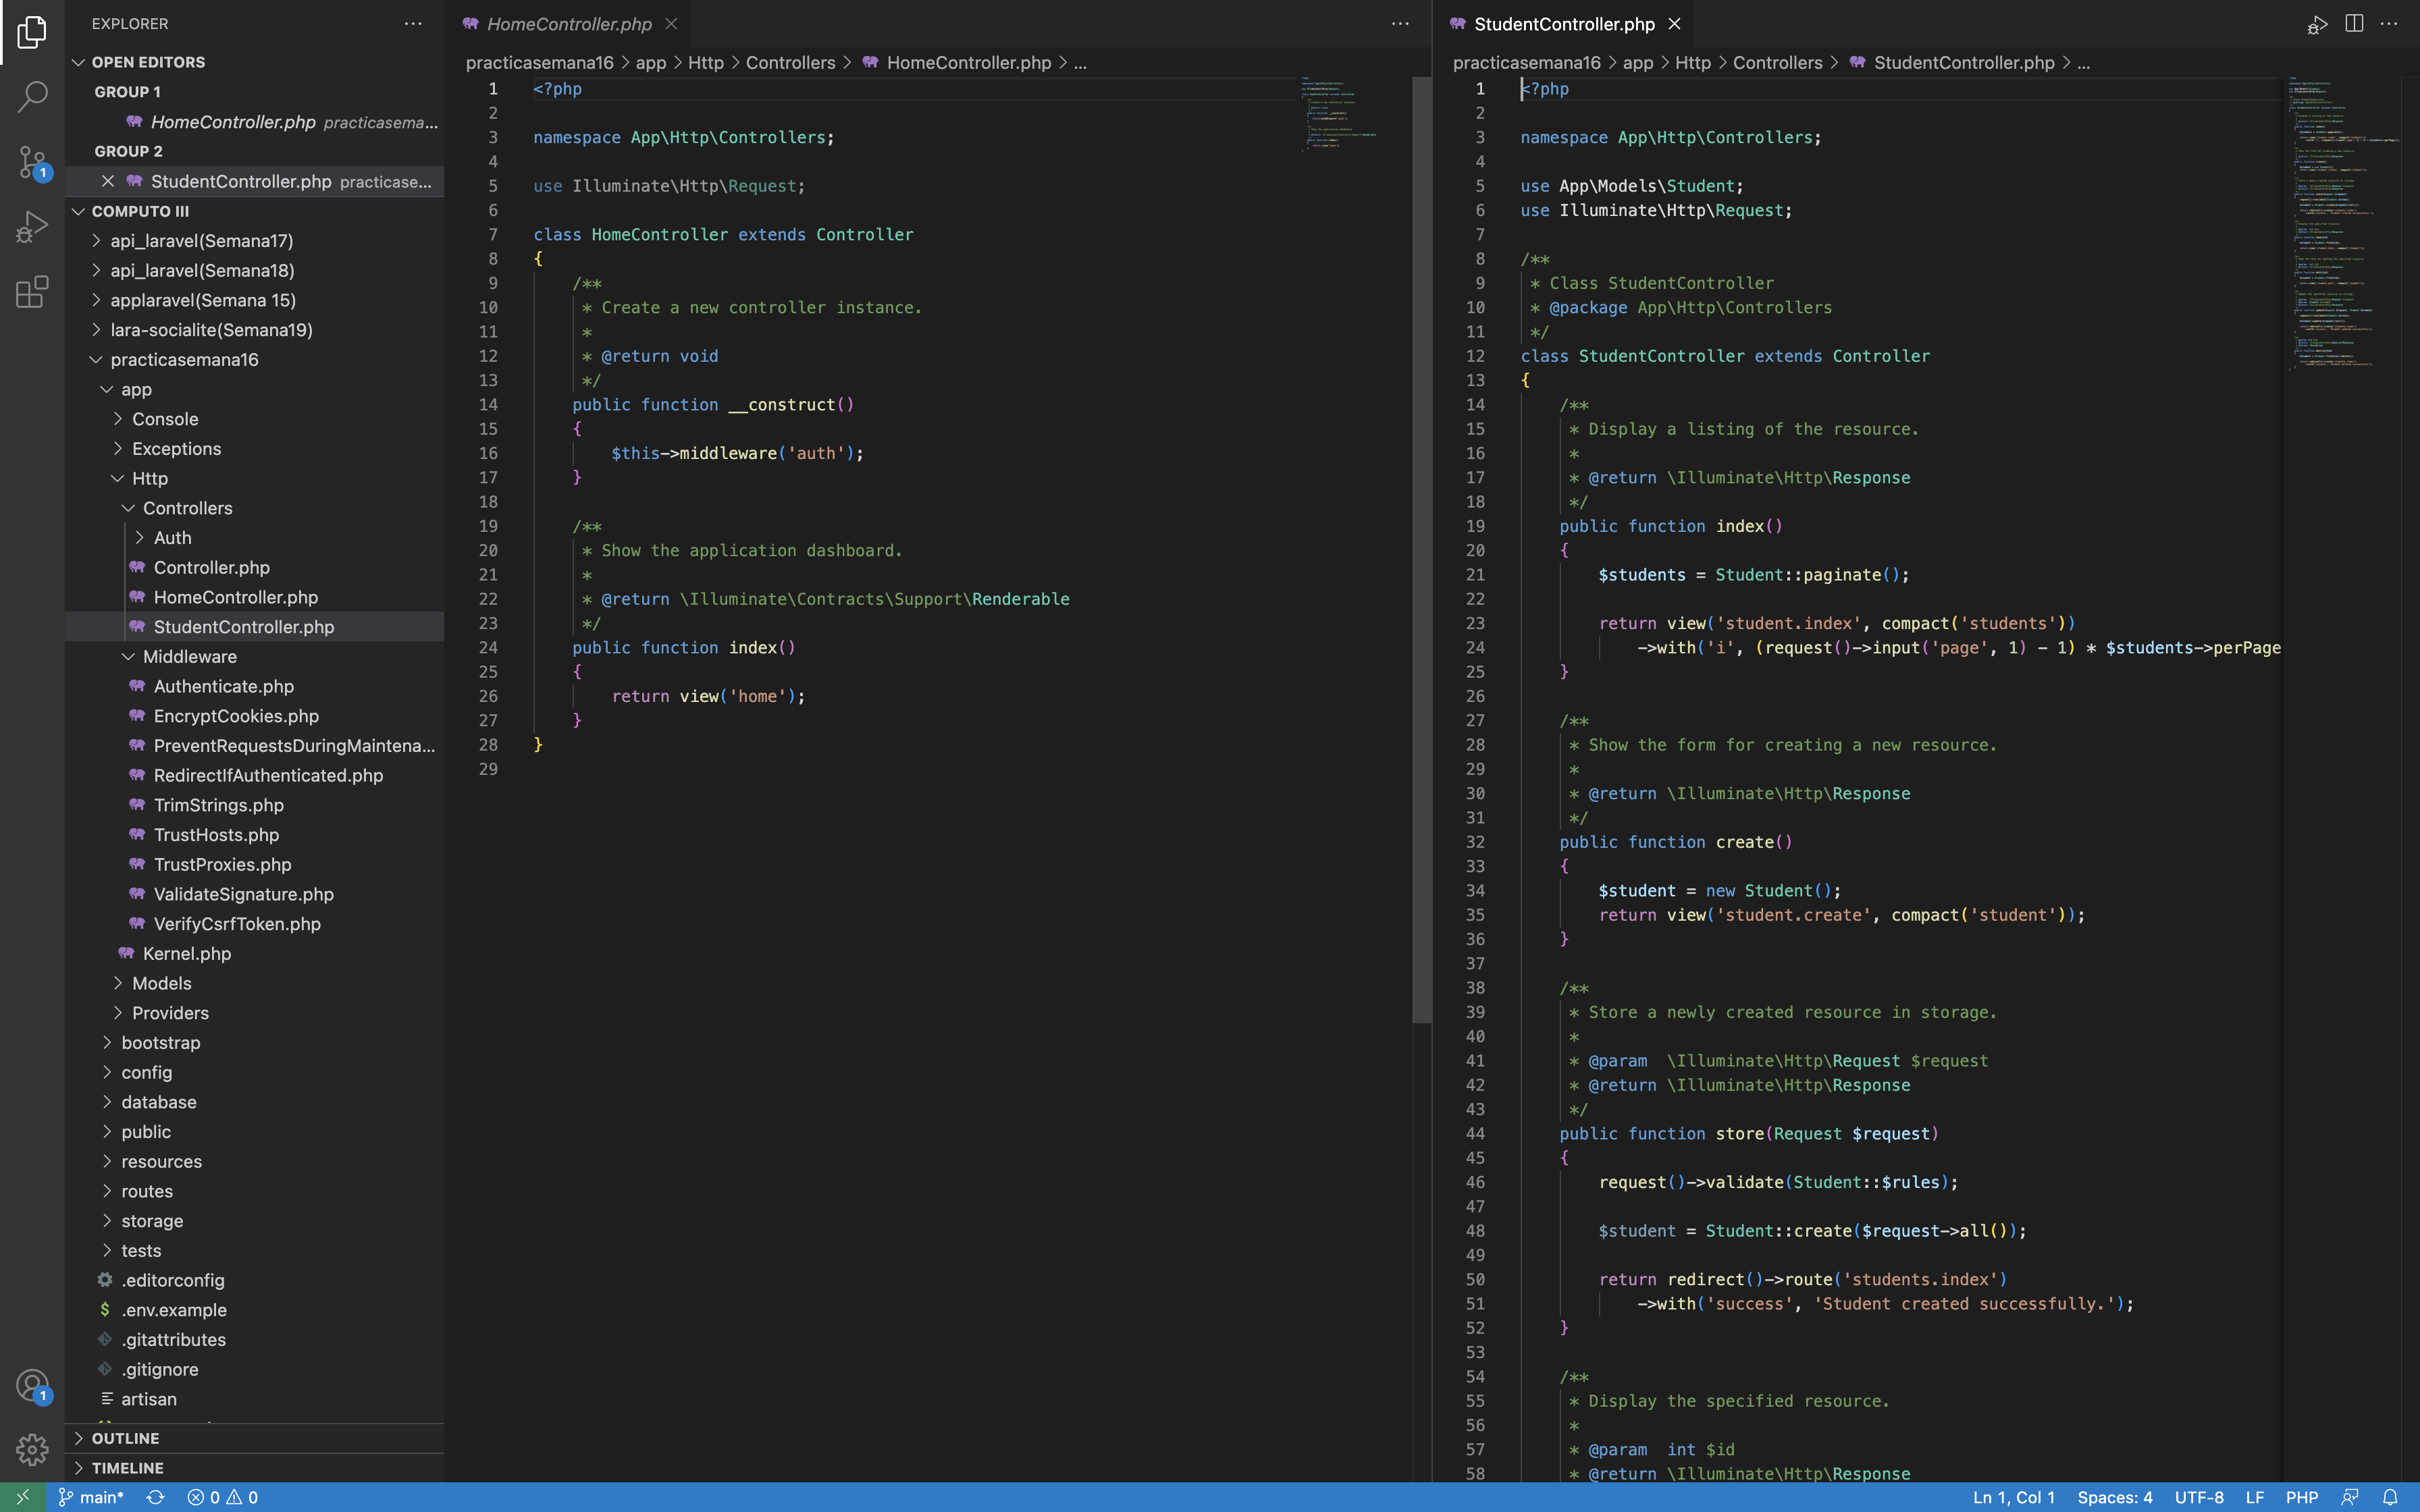 EXPLORER
OPEN EDITORS
GROUP 1
HomeController.php practicasema...
GROUP 2
StudentController.php practicase...
COMPUTO III
api_laravel(Semana17)
api_laravel(Semana18)
applaravel(Semana 15)
lara-socialite(Semana19)
practicasemana16
app
Console
Exceptions
Http
Controllers
Auth
Controller.php
HomeController.php
StudentController.php
Middleware
Authenticate.php
EncryptCookies.php
PreventRequestsDuringMaintena...
RedirectIfAuthenticated.php
TrimStrings.php
TrustHosts.php
TrustProxies.php
ValidateSignature.php
VerifyCsrfToken.php
Kernel.php
Models
Providers
bootstrap
config
database
public
resources
routes
storage
tests
.editorconfig
.env.example
.gitattributes
.gitignore
artisan
OUTLINE
TIMELINE
HomeController.php
practicasemana16 > app > Http > Controllers > HomeController.php > ...
1 <?php
2
3 namespace App\Http\Controllers;
4
5 use Illuminate\Http\Request;
6
7 class HomeController extends Controller
8 {
9 /**
10 * Create a new controller instance.
11 *
12 * @return void
13 */
14 public function __construct()
15 {
16 $this->middleware('auth');
17 }
18
19 /**
20 * Show the application dashboard.
21 *
22 * @return \Illuminate\Contracts\Support\Renderable
23 */
24 public function index()
25 {
26 return view('home');
27 }
28 }
29
StudentController.php
practicasemana16 > app > Http > Controllers > StudentController.php > ...
1 <?php
2
3 namespace App\Http\Controllers;
4
5 use App\Models\Student;
6 use Illuminate\Http\Request;
7
8 /**
9 * Class StudentController
10 * @package App\Http\Controllers
11 */
12 class StudentController extends Controller
13 {
14 /**
15 * Display a listing of the resource.
16 *
17 * @return \Illuminate\Http\Response
18 */
19 public function index()
20 {
21 $students = Student::paginate();
22
23 return view('student.index', compact('students'))
24 ->with('i', (request()->input('page', 1) - 1) * $students->perPage
25 }
26
27 /**
28 * Show the form for creating a new resource.
29 *
30 * @return \Illuminate\Http\Response
31 */
32 public function create()
33 {
34 $student = new Student();
35 return view('student.create', compact('student'));
36 }
37
38 /**
39 * Store a newly created resource in storage.
40 *
41 * @param \Illuminate\Http\Request $request
42 * @return \Illuminate\Http\Response
43 */
44 public function store(Request $request)
45 {
46 request()->validate(Student::$rules);
47
48 $student = Student::create($request->all());
49
50 return redirect()->route('students.index')
51 ->with('success', 'Student created successfully.');
52 }
53
54 /**
55 * Display the specified resource.
56 *
57 * @param int $id
58 * @return \Illuminate\Http\Response
1
1
main*
0 0
Ln 1, Col 1 Spaces: 4 UTF-8 LF PHP